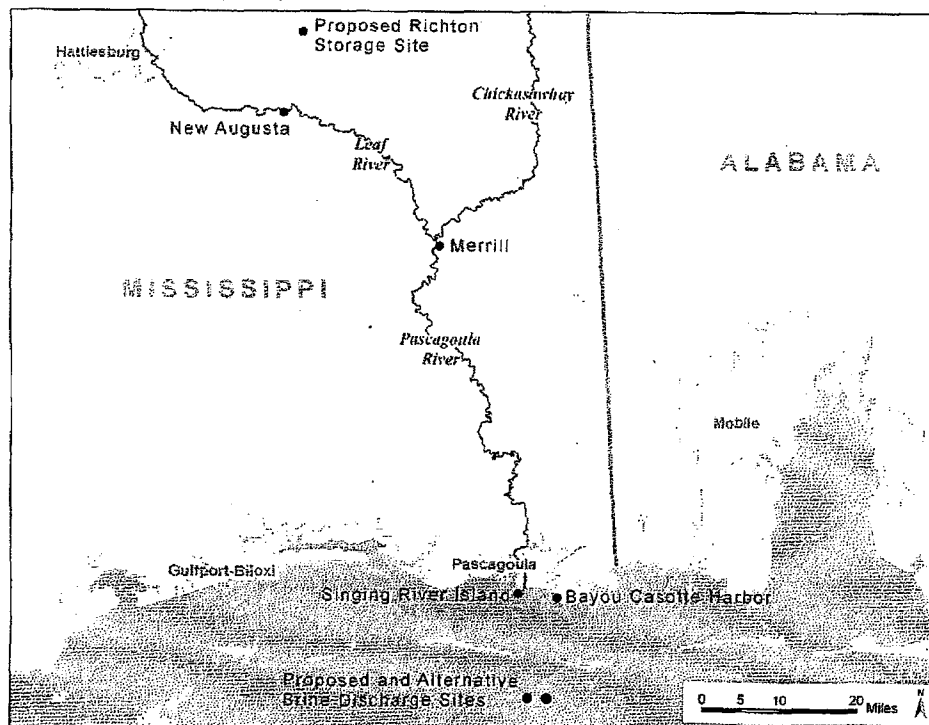 Proposed Richton
Storage Site
Hattiesburg
Chickasawhay
River
New Augusta
Leaf
River
ALABAMA
Merrill
MISSISSIPPI
Pascagoula
River
Mobile
Pascagoula
Gulfport-Biloxi
Singing River Island
Bayou Casotte Harbor
Proposed and Alternative
Brine Discharge Sites
N
0 5 10 20
Miles